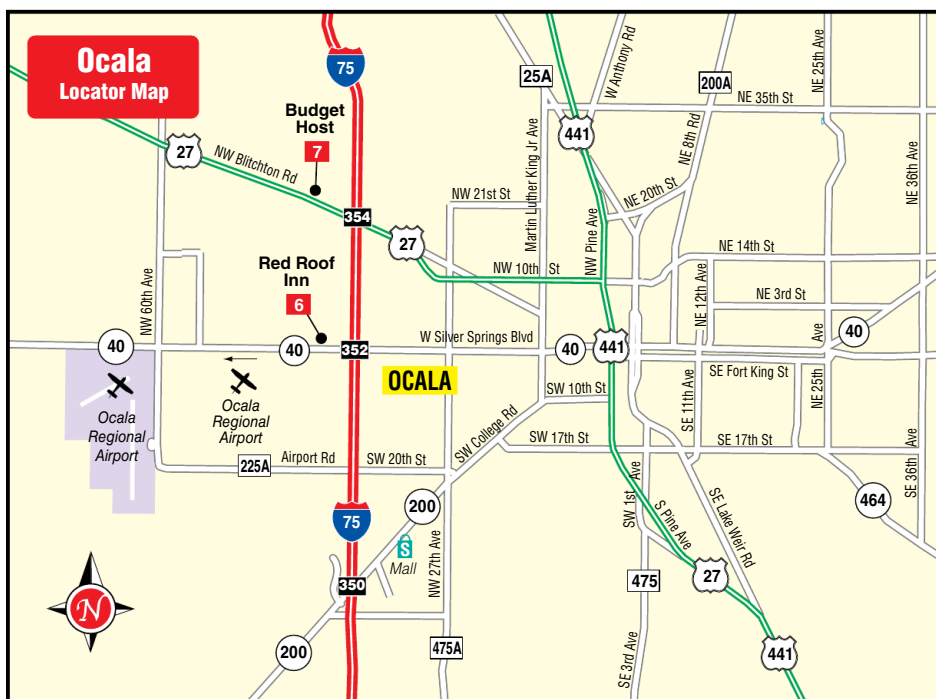 Ocala
Locator Map
75
25A
W Anthony Rd
200A
NE 25th Ave
NE 35th St
Budget
Host
7
441
27
NW Blitchton Rd
Martin Luther King Jr Ave
NE 8th Rd
NE 36th Ave
NW 21st St
NE 20th St
354
27
NW Pine Ave
NE 14th St
NW 10th St
Red Roof
Inn
6
NW 60th Ave
NE 12th Ave
NE 3rd St
40
40
352
W Silver Springs Blvd
40
441
Ave
40
OCALA
SE Fort King St
Ocala
Regional
Airport
Ocala
Regional
Airport
SW 10th St
SE 11th Ave
NE 25th
SW College Rd
SW 17th St
SE 17th St
225A
Airport Rd
SW 20th St
SW 1st Ave
SE 36th Ave
200
464
75
S
Mall
NW 27th Ave
S Pine Ave
SE Lake Weir Rd
350
475
27
N
200
475A
SE 3rd Ave
441